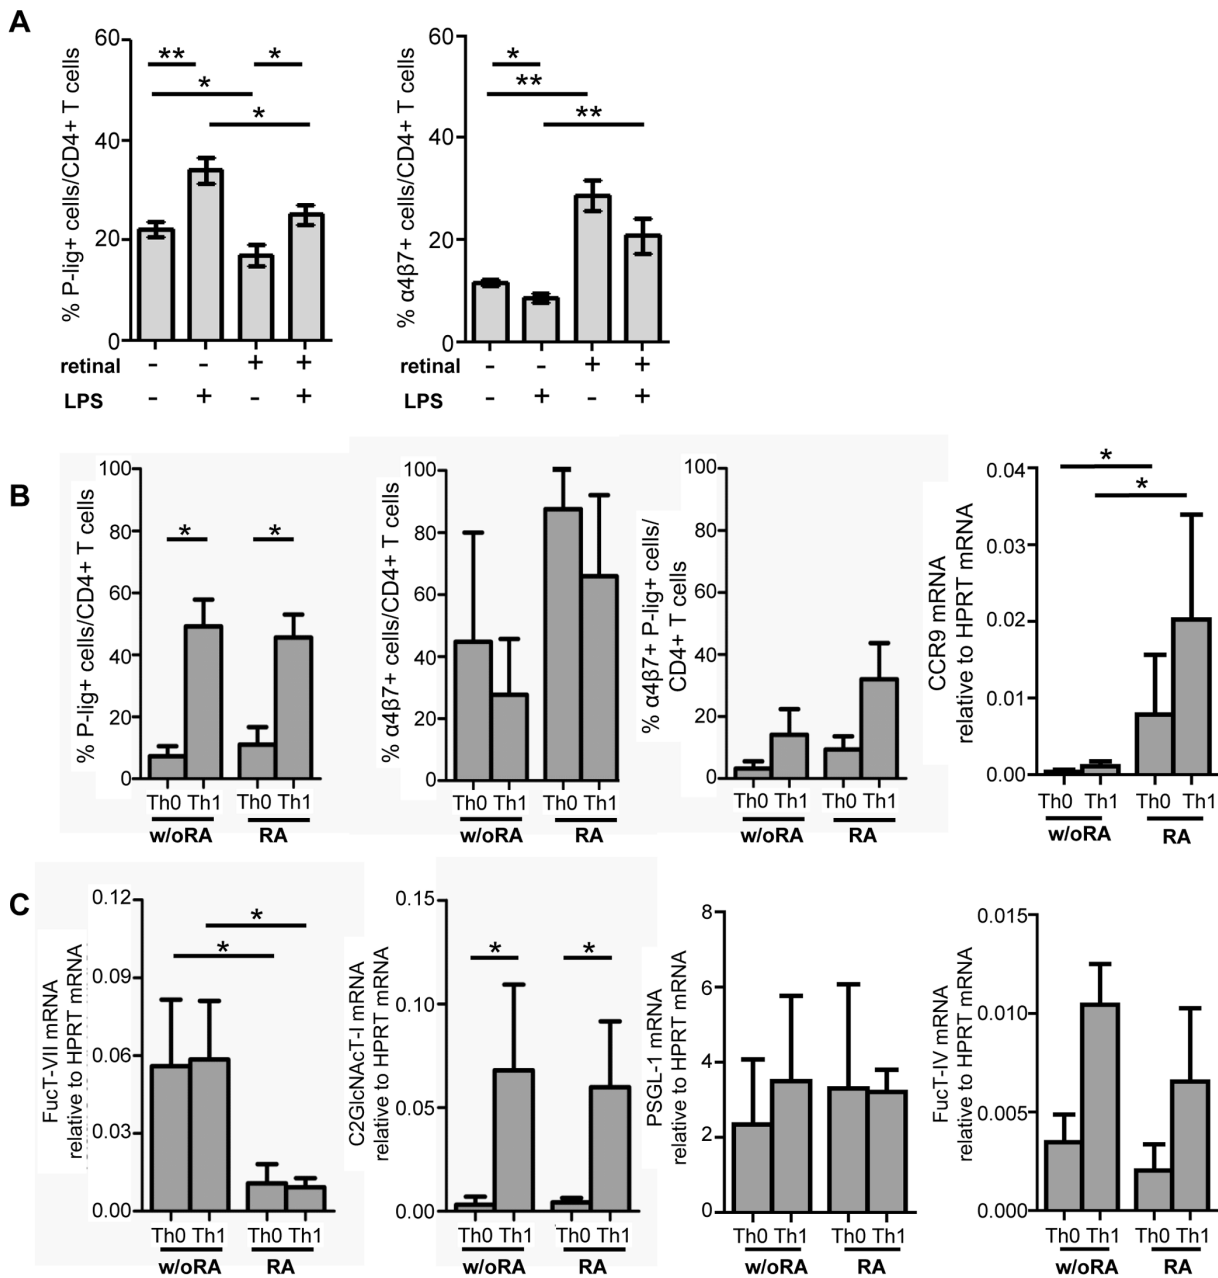 A
% P-lig+ cells/CD4+ T cells
60
40
20
0
** *
*
*
retinal - - + +
LPS - + - +
% α4β7+ cells/CD4+ T cells
60
40
20
0
*
**
**
retinal - - + +
LPS - + - +
B
% P-lig+ cells/CD4+ T cells
100
80
60
40
20
0
* *
Th0 Th1 Th0 Th1
w/oRA RA
% α4β7+ cells/CD4+ T cells
100
80
60
40
20
0
Th0 Th1 Th0 Th1
w/oRA RA
% α4β7+ P-lig+ cells/
CD4+ T cells
100
80
60
40
20
0
Th0 Th1 Th0 Th1
w/oRA RA
CCR9 mRNA
relative to HPRT mRNA
0.04
0.03
0.02
0.01
0.00
*
*
Th0 Th1 Th0 Th1
w/oRA RA
C
FucT-VII mRNA
relative to HPRT mRNA
0.12
0.09
0.06
0.03
0.00
*
*
Th0 Th1 Th0 Th1
w/oRA RA
C2GlcNAcT-I mRNA
relative to HPRT mRNA
0.15
0.10
0.05
0.00
* *
Th0 Th1 Th0 Th1
w/oRA RA
PSGL-1 mRNA
relative to HPRT mRNA
8
6
4
2
0
Th0 Th1 Th0 Th1
w/oRA RA
FucT-IV mRNA
relative to HPRT mRNA
0.015
0.010
0.005
0.000
Th0 Th1 Th0 Th1
w/oRA RA